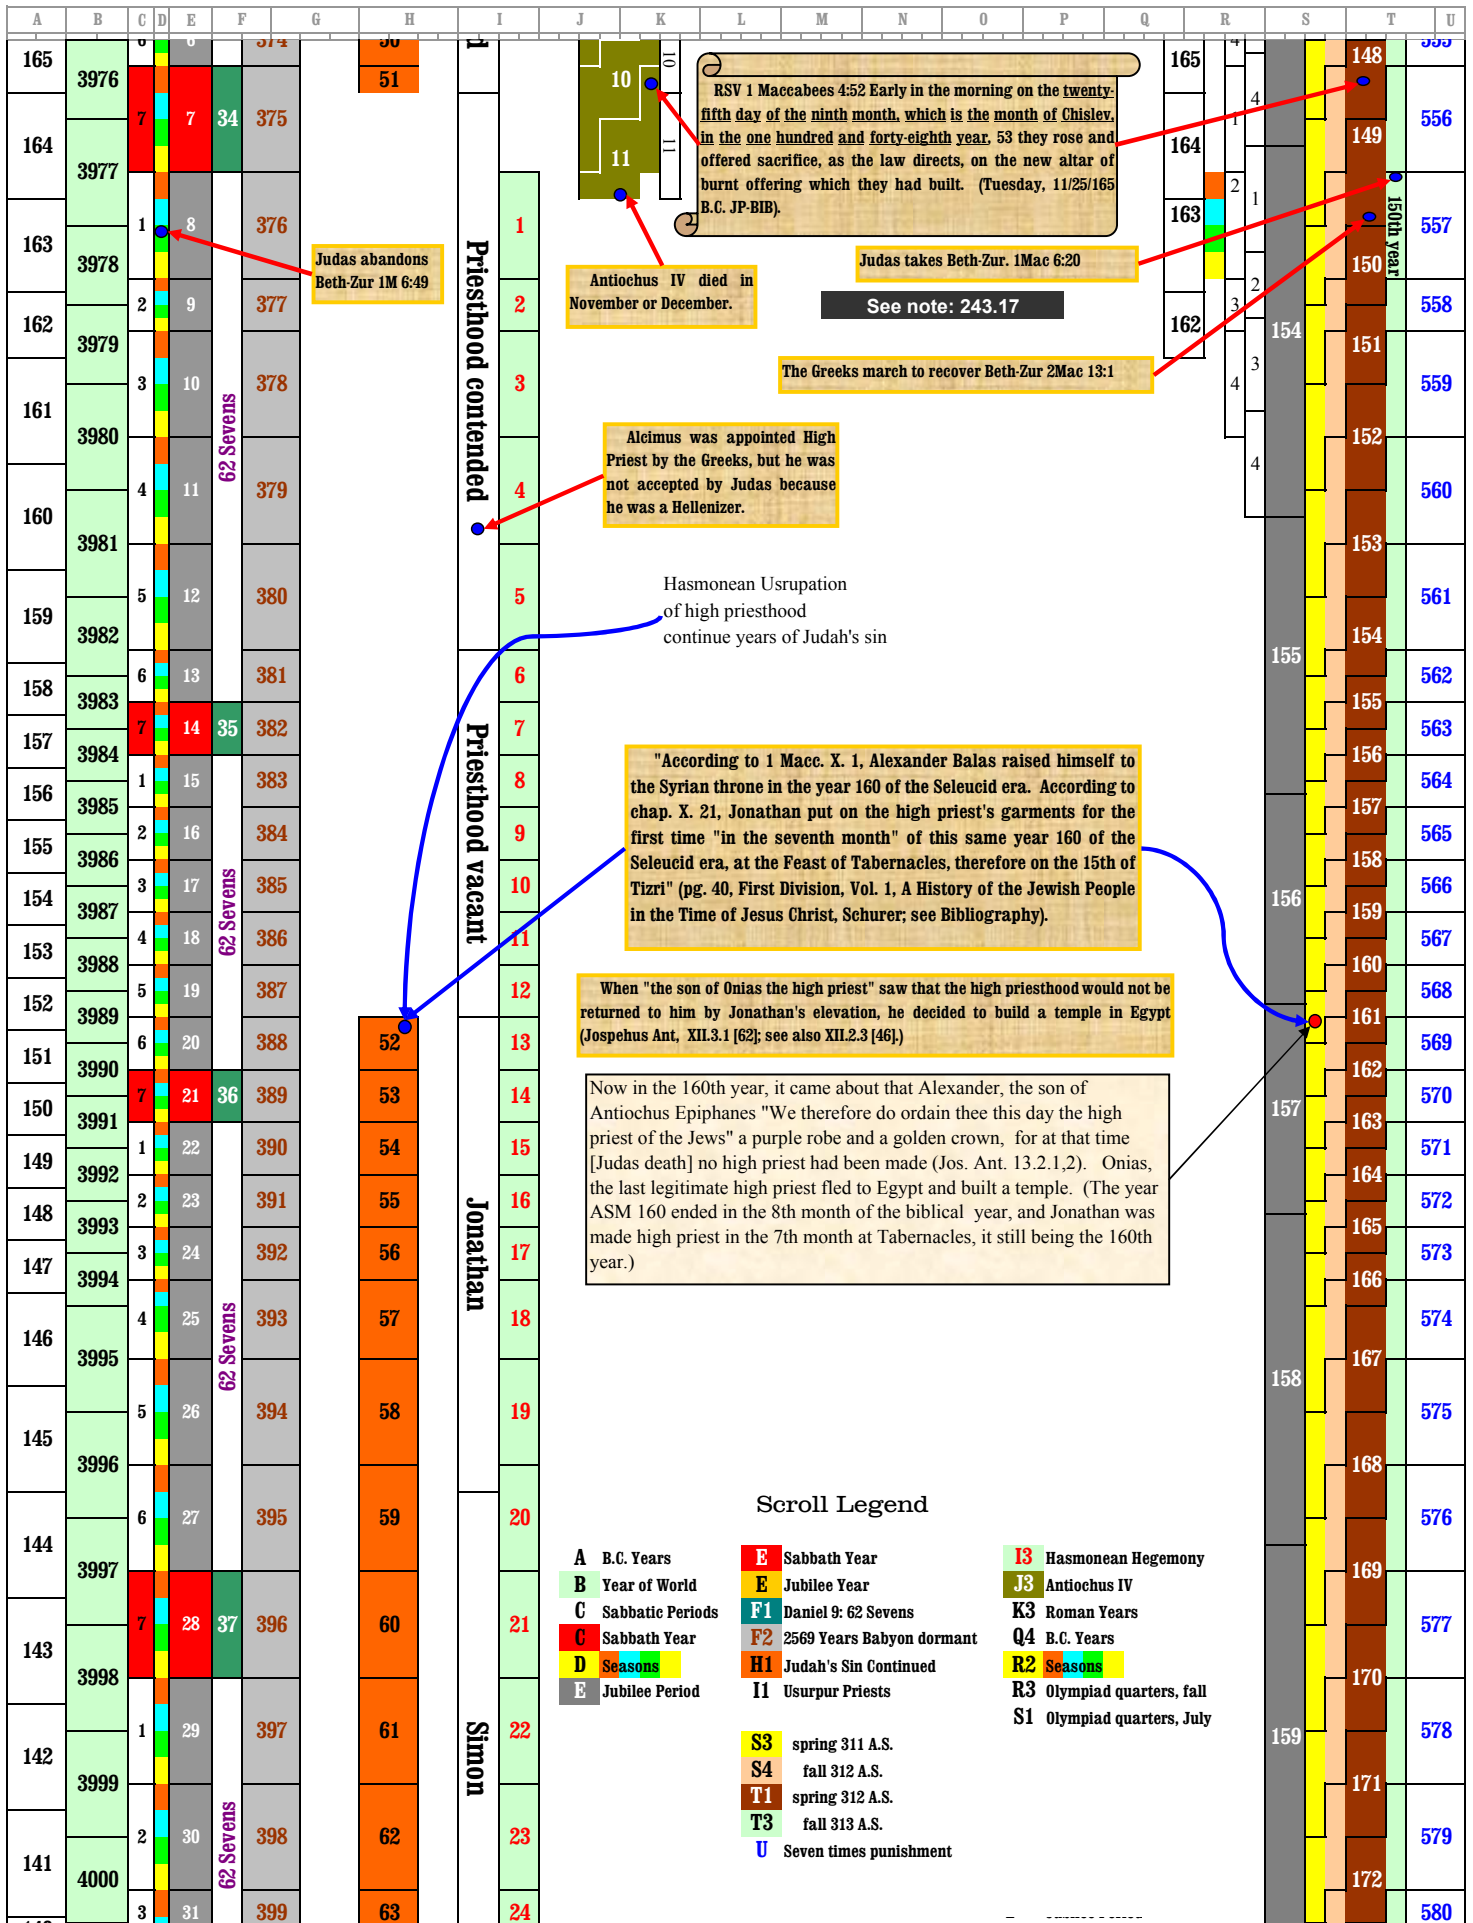 A B C D E F G H I J K L M N O P Q R S T U
165 164 163 162 161 160 159 158 157 156 155 154 153 152 151 150 149 148 147 146 145 144 143 142 141
3976 3977 3978 3979 3980 3981 3982 3983 3984 3985 3986 3987 3988 3989 3990 3991 3992 3993 3994 3995 3996 3997 3998 3999 4000
6 7 1 2 3 4 5 6 7 1 2 3 4 5 6 7 1 2 3 4 5 6 7 1 2 3
6 7 8 9 10 11 12 13 14 15 16 17 18 19 20 21 22 23 24 25 26 27 28 29 30 31
34 35 36 37
62 Sevens
62 Sevens
62 Sevens
62 Sevens
374 375 376 377 378 379 380 381 382 383 384 385 386 387 388 389 390 391 392 393 394 395 396 397 398 399
50 51
52 53 54 55 56 57 58 59 60 61 62 63
Priesthood contended
Priesthood vacant
Jonathan
Simon
1 2 3 4 5 6 7 8 9 10 11 12 13 14 15 16 17 18 19 20 21 22 23 24
10 11
10 11
RSV 1 Maccabees 4:52 Early in the morning on the twenty-
fifth day of the ninth month, which is the month of Chislev,
in the one hundred and forty-eighth year, 53 they rose and
offered sacrifice, as the law directs, on the new altar of
burnt offering which they had built. (Tuesday, 11/25/165
B.C. JP-BIB).
Judas abandons
Beth-Zur 1M 6:49
Antiochus IV died in
November or December.
Judas takes Beth-Zur. 1Mac 6:20
See note: 243.17
The Greeks march to recover Beth-Zur 2Mac 13:1
Alcimus was appointed High
Priest by the Greeks, but he was
not accepted by Judas because
he was a Hellenizer.
Hasmonean Usrupation
of high priesthood
continue years of Judah's sin
"According to 1 Macc. X. 1, Alexander Balas raised himself to
the Syrian throne in the year 160 of the Seleucid era. According to
chap. X. 21, Jonathan put on the high priest's garments for the
first time "in the seventh month" of this same year 160 of the
Seleucid era, at the Feast of Tabernacles, therefore on the 15th of
Tizri" (pg. 40, First Division, Vol. 1, A History of the Jewish People
in the Time of Jesus Christ, Schurer; see Bibliography).
When "the son of Onias the high priest" saw that the high priesthood would not be
returned to him by Jonathan's elevation, he decided to build a temple in Egypt
(Jospehus Ant, XII.3.1 [62]; see also XII.2.3 [46].)
Now in the 160th year, it came about that Alexander, the son of
Antiochus Epiphanes "We therefore do ordain thee this day the high
priest of the Jews" a purple robe and a golden crown, for at that time
[Judas death] no high priest had been made (Jos. Ant. 13.2.1,2). Onias,
the last legitimate high priest fled to Egypt and built a temple. (The year
ASM 160 ended in the 8th month of the biblical year, and Jonathan was
made high priest in the 7th month at Tabernacles, it still being the 160th
year.)
165 164 163 162
4 1 2 3 4
4 1 2 3 4
154 155 156 157 157 158 159
148 149 150 151 152 153 154 155 156 157 158 159 160 161 162 163 164 165 166 167 168 169 170 171 172
150th year
555 556 557 558 559 560 561 562 563 564 565 566 567 568 569 570 571 572 573 574 575 576 577 578 579 580
Scroll Legend
A B.C. Years
B Year of World
C Sabbatic Periods
C Sabbath Year
D Seasons
E Jubilee Period
E Sabbath Year
E Jubilee Year
F1 Daniel 9: 62 Sevens
F2 2569 Years Babyon dormant
H1 Judah's Sin Continued
I1 Usurpur Priests
S3 spring 311 A.S.
S4 fall 312 A.S.
T1 spring 312 A.S.
T3 fall 313 A.S.
U Seven times punishment
I3 Hasmonean Hegemony
J3 Antiochus IV
K3 Roman Years
Q4 B.C. Years
R2 Seasons
R3 Olympiad quarters, fall
S1 Olympiad quarters, July